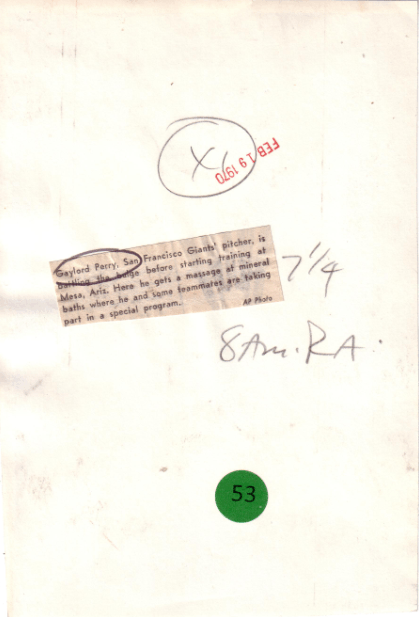 X
FEB 19 1970
Gaylord Perry, San Francisco Giants' pitcher, is
battling the bulge before starting training at
Mesa, Ariz. Here he gets a massage at mineral
baths where he and some teammates are taking
part in a special program. AP Photo
7 1/4
8 Am. RA.
53